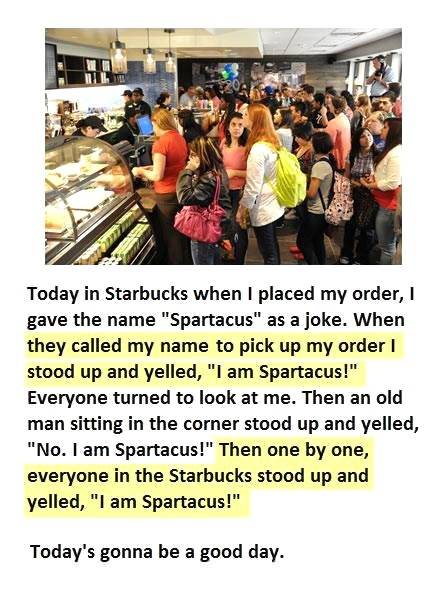 Today in Starbucks when I placed my order, I
gave the name "Spartacus" as a joke. When
they called my name to pick up my order I
stood up and yelled, "I am Spartacus!"
Everyone turned to look at me. Then an old
man sitting in the corner stood up and yelled,
"No. I am Spartacus!" Then one by one,
everyone in the Starbucks stood up and
yelled, "I am Spartacus!"
Today's gonna be a good day.